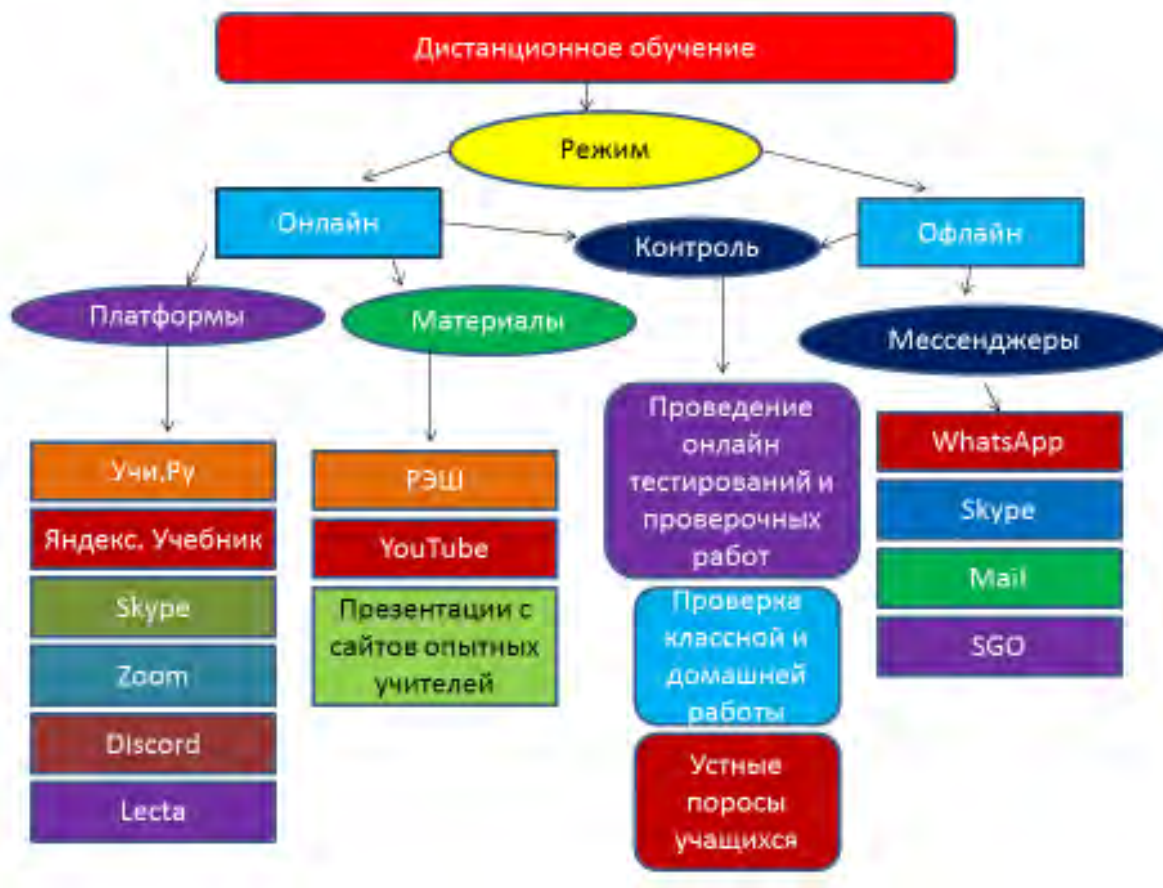 Дистанционное обучение
Режим
Онлайн
Контроль
Офлайн
Платформы
Материалы
Мессенджеры
Учи.Ру
Яндекс. Учебник
Skype
Zoom
Discord
Lecta
РЭШ
YouTube
Презентации с
сайтов опытных
учителей
Проведение
онлайн
тестирований и
проверочных
работ
Проверка
классной и
домашней
работы
Устные
поросы
учащихся
WhatsApp
Skype
Mail
SGO